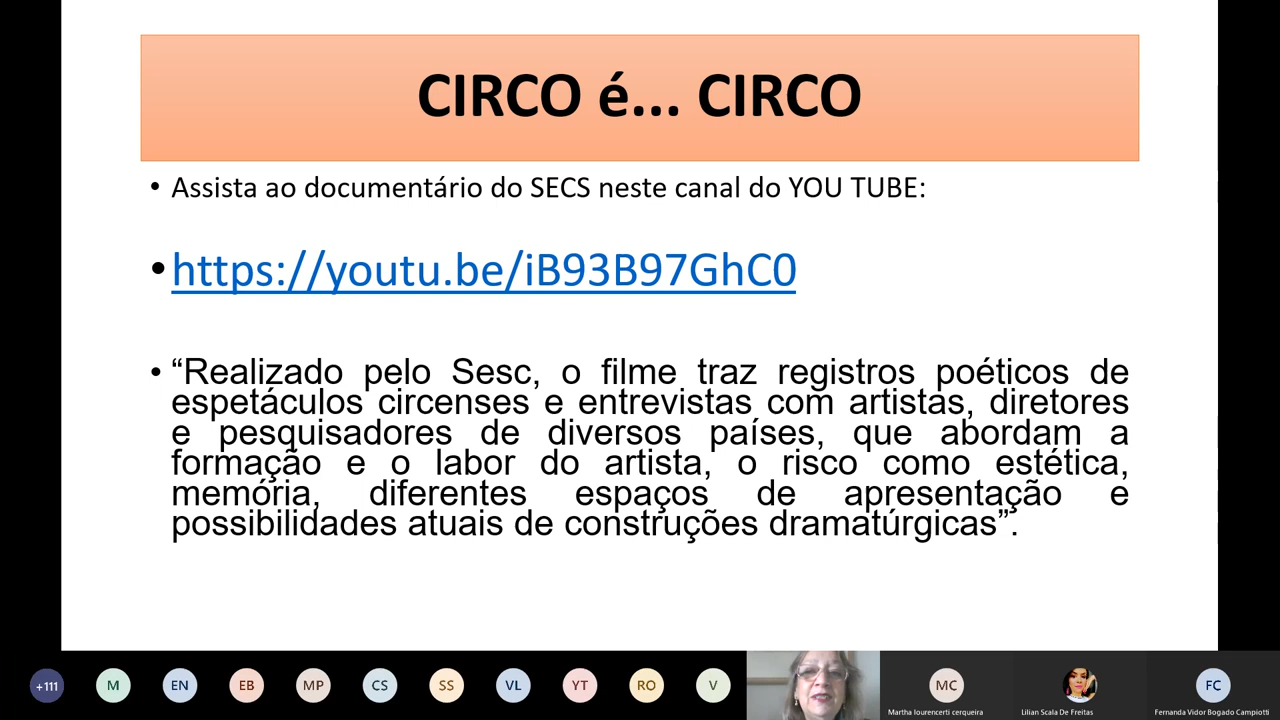 CIRCO é... CIRCO
• Assista ao documentário do SECS neste canal do YOU TUBE:
• https://youtu.be/iB93B97GhC0
• “Realizado pelo Sesc, o filme traz registros poéticos de
espetáculos circenses e entrevistas com artistas, diretores
e pesquisadores de diversos países, que abordam a
formação e o labor do artista, o risco como estética,
memória, diferentes espaços de apresentação e
possibilidades atuais de construções dramatúrgicas”.
+111 M EN EB MP CS SS VL YT RO V MC FC
Martha lourencerti cerqueira Lilian Scala De Freitas Fernanda Vidor Bogado Campiotti